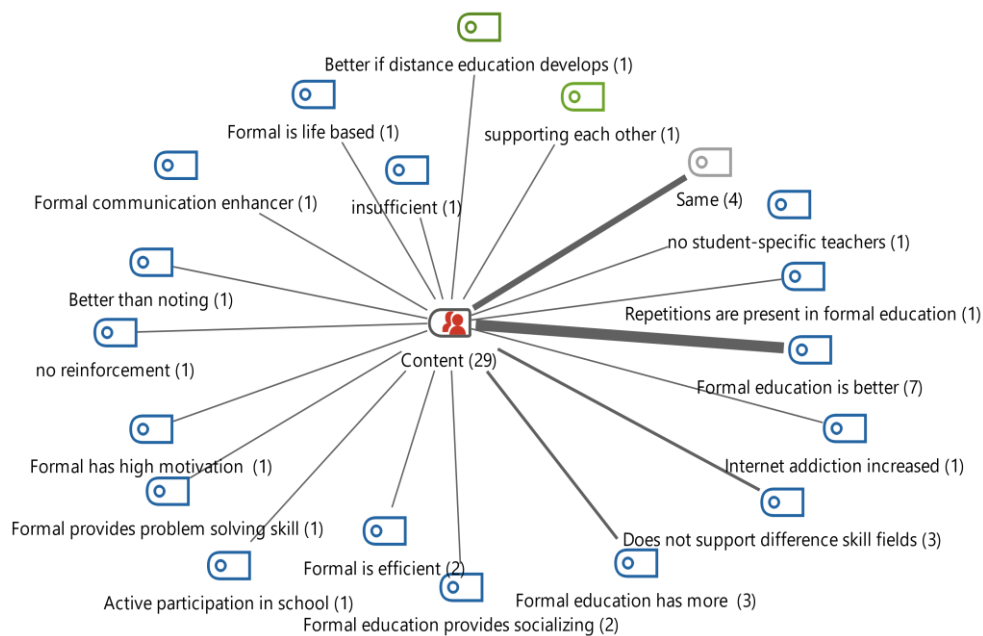 Better if distance education develops (1)
Formal is life based (1)
supporting each other (1)
Formal communication enhancer (1)
insufficient (1)
Same (4)
no student-specific teachers (1)
Better than noting (1)
Repetitions are present in formal education (1)
no reinforcement (1)
Content (29)
Formal education is better (7)
Formal has high motivation (1)
Internet addiction increased (1)
Formal provides problem solving skill (1)
Does not support difference skill fields (3)
Formal is efficient (2)
Active participation in school (1)
Formal education has more (3)
Formal education provides socializing (2)